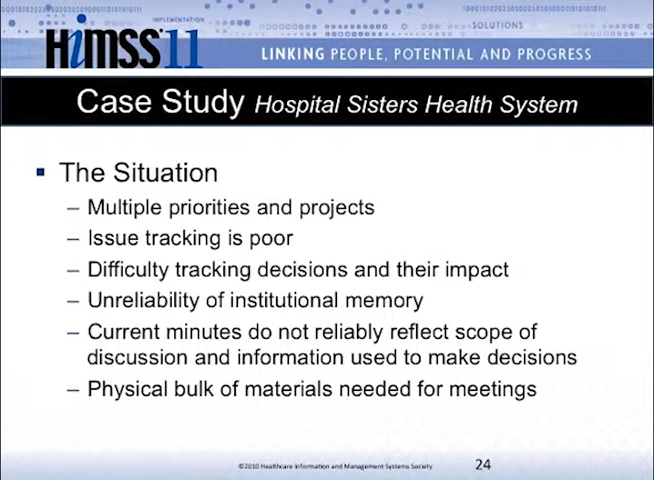 IMPLEMENTATION
SOLUTIONS
HiMSS'11
LINKING PEOPLE, POTENTIAL AND PROGRESS
Case Study Hospital Sisters Health System
▪ The Situation
– Multiple priorities and projects
– Issue tracking is poor
– Difficulty tracking decisions and their impact
– Unreliability of institutional memory
– Current minutes do not reliably reflect scope of
discussion and information used to make decisions
– Physical bulk of materials needed for meetings
©2010 Healthcare Information and Management Systems Society
24